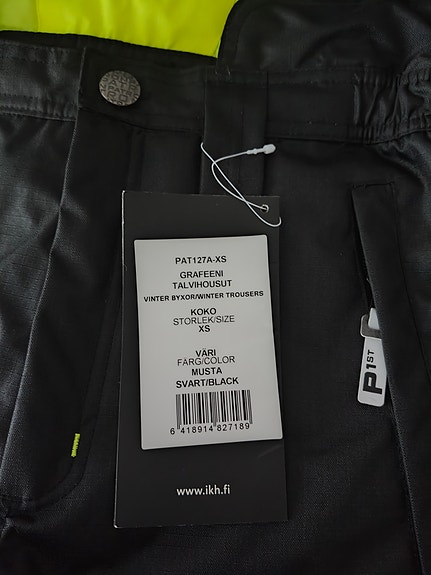 PAT127A-XS
GRAFEENI
TALVIHOUSUT
VINTER BYXOR/WINTER TROUSERS
KOKO
STORLEK/SIZE
XS
VÄRI
FÄRG/COLOR
MUSTA
SVART/BLACK
6 418914 827189
www.ikh.fi
P1ST